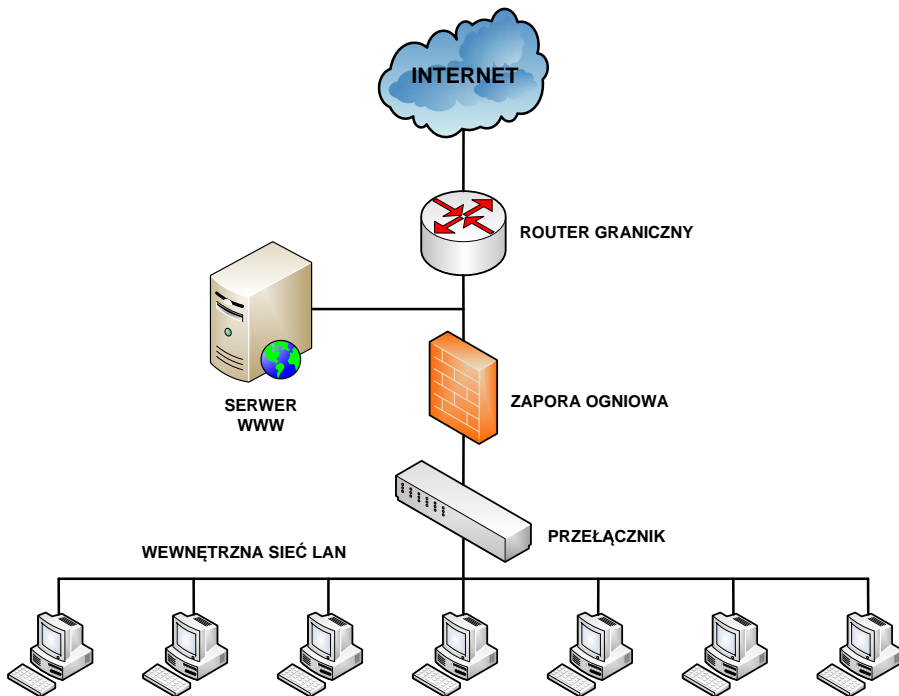 INTERNET
ROUTER GRANICZNY
SERWER
WWW
ZAPORA OGNIOWA
PRZEŁĄCZNIK
WEWNĘTRZNA SIEĆ LAN